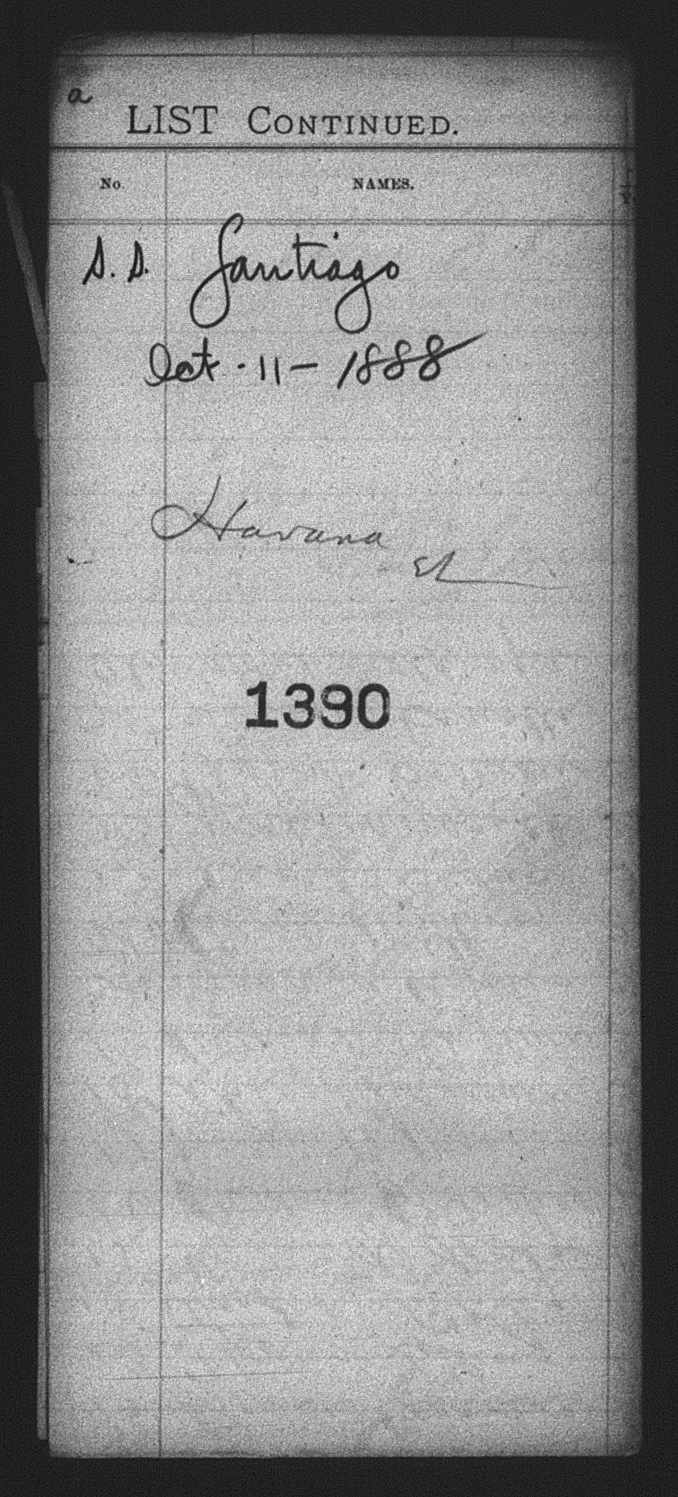 a
LIST CONTINUED.
No. NAMES.
S. S. Santiago
Oct. 11 - 1888
Havana
1390